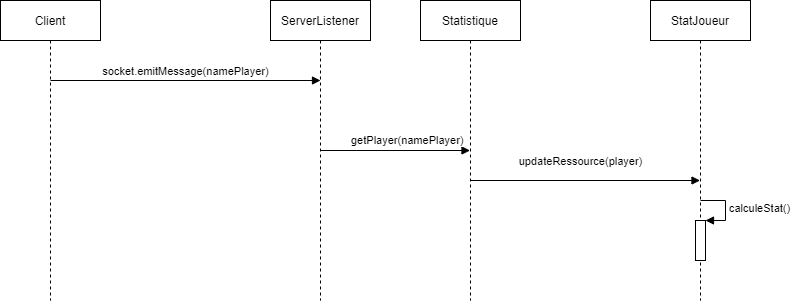 Client
ServerListener
Statistique
StatJoueur
socket.emitMessage(namePlayer)
getPlayer(namePlayer)
updateRessource(player)
calculeStat()